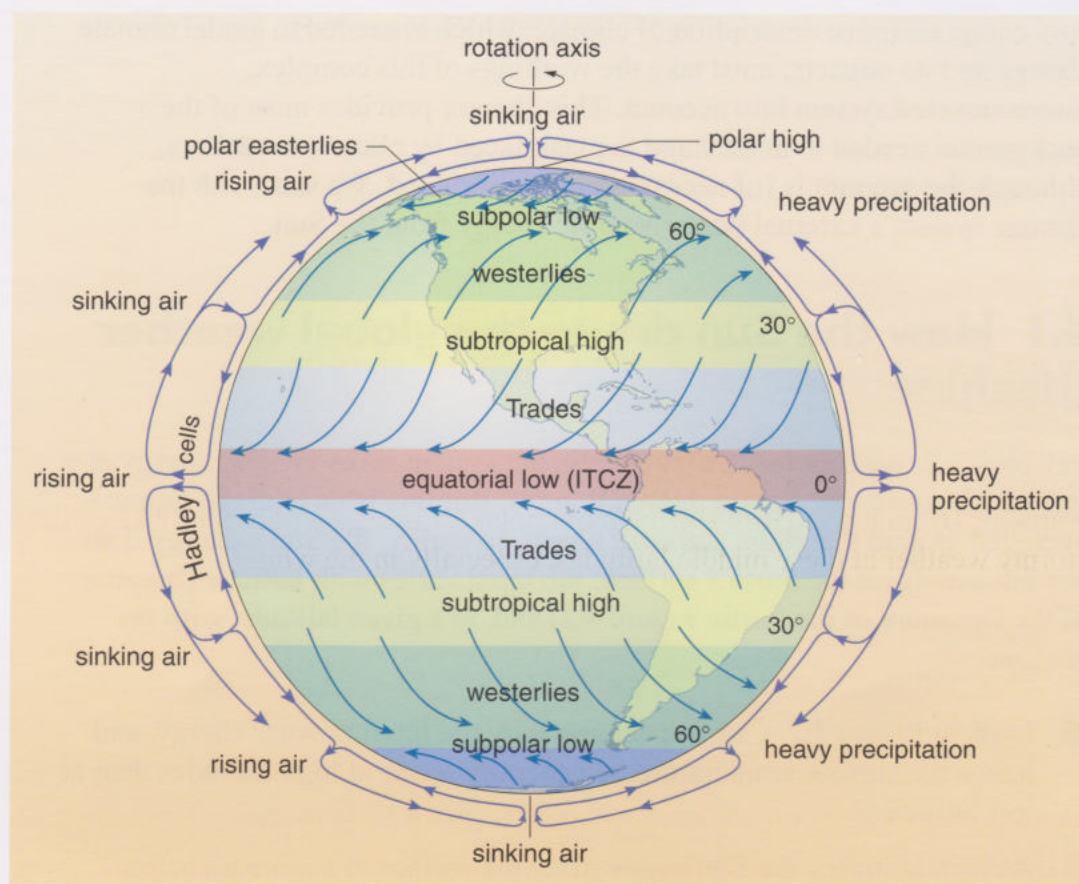 rotation axis
sinking air
polar easterlies
polar high
rising air
heavy precipitation
subpolar low
60°
westerlies
sinking air
30°
subtropical high
Trades
Hadley cells
rising air
equatorial low (ITCZ)
0°
heavy
precipitation
Trades
subtropical high
30°
sinking air
westerlies
60°
subpolar low
rising air
heavy precipitation
sinking air